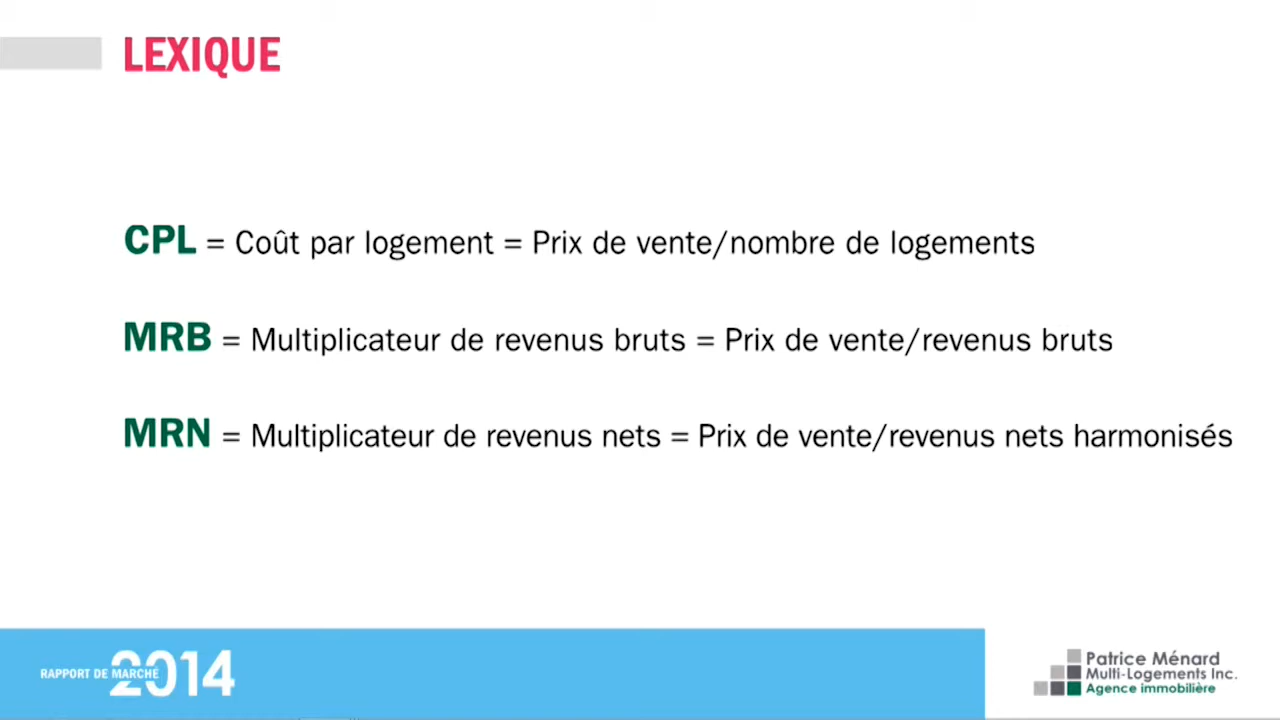 LEXIQUE
CPL = Coût par logement = Prix de vente/nombre de logements
MRB = Multiplicateur de revenus bruts = Prix de vente/revenus bruts
MRN = Multiplicateur de revenus nets = Prix de vente/revenus nets harmonisés
RAPPORT DE MARCHÉ 2014
Patrice Ménard
Multi-Logements Inc.
Agence immobilière